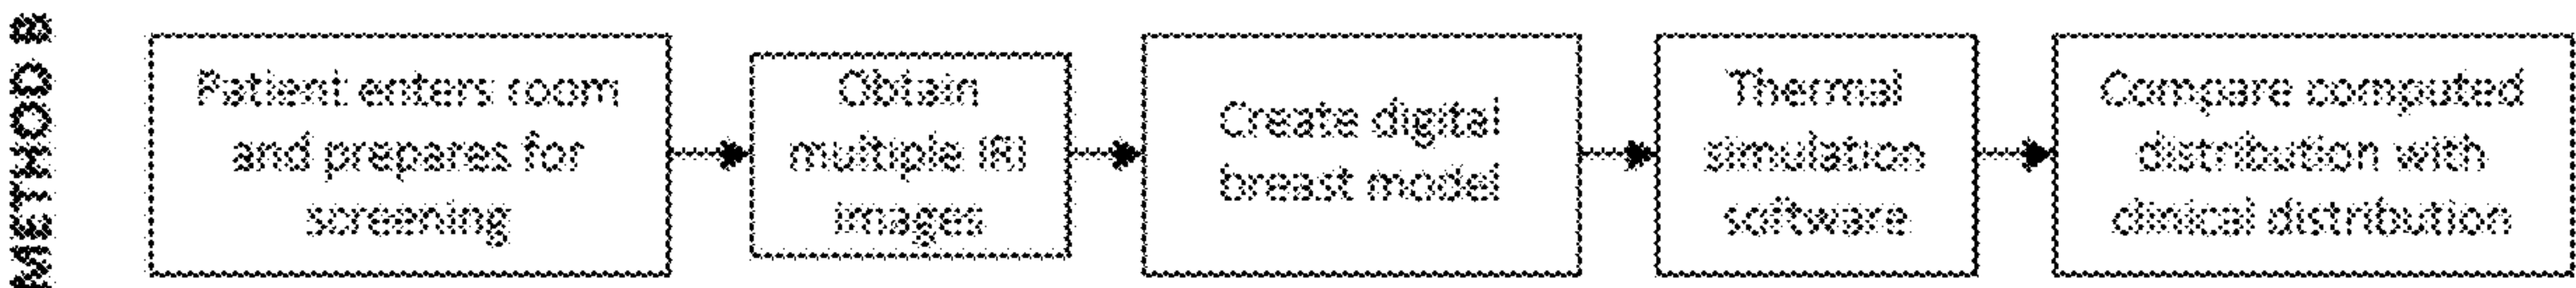 METHOD B
Patient enters room
and prepares for
screening
Obtain
multiple IRI
images
Create digital
breast model
Thermal
simulation
software
Compare computed
distribution with
clinical distribution